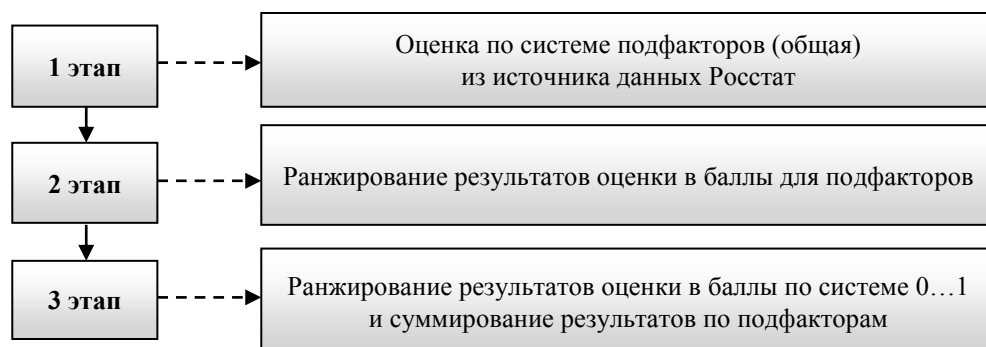 1 этап
Оценка по системе подфакторов (общая)
из источника данных Росстат
2 этап
Ранжирование результатов оценки в баллы для подфакторов
3 этап
Ранжирование результатов оценки в баллы по системе 0…1
и суммирование результатов по подфакторам